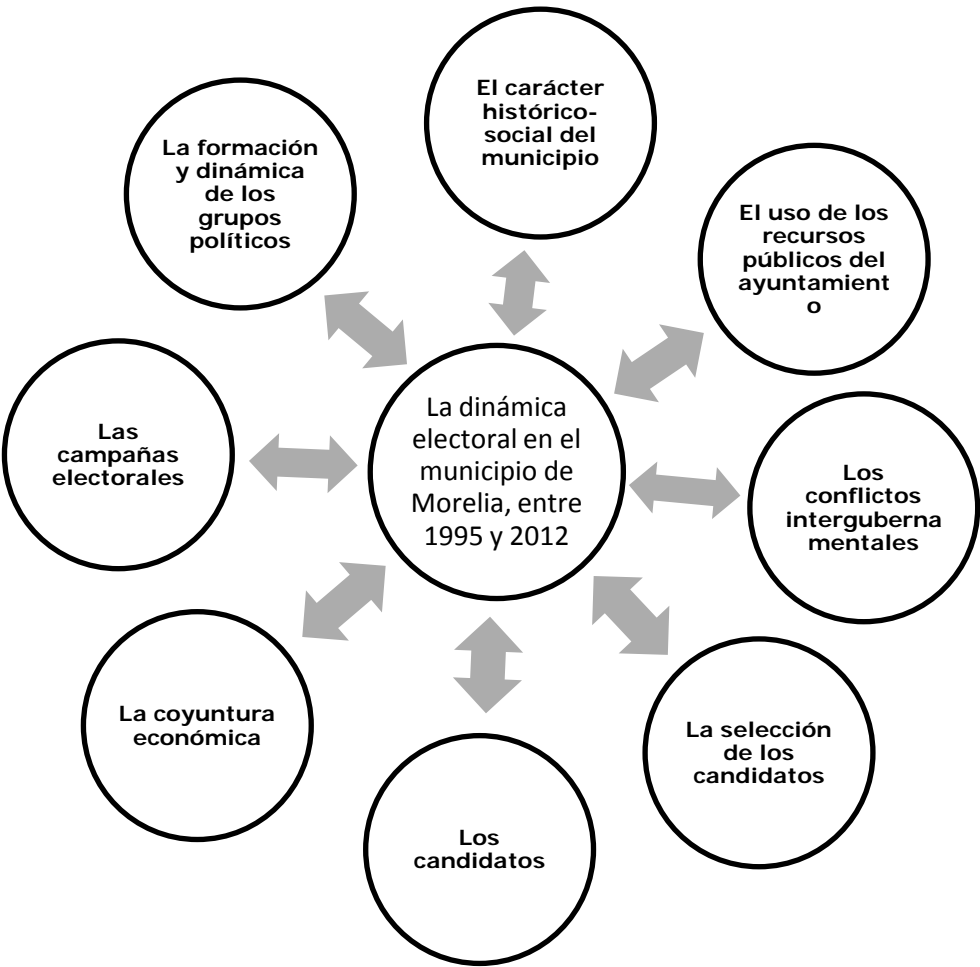 El carácter
histórico-
social del
municipio
La formación
y dinámica
de los
grupos
políticos
El uso de los
recursos
públicos del
ayuntamient
o
Las
campañas
electorales
La dinámica
electoral en el
municipio de
Morelia, entre
1995 y 2012
Los
conflictos
interguberna
mentales
La coyuntura
económica
La selección
de los
candidatos
Los
candidatos